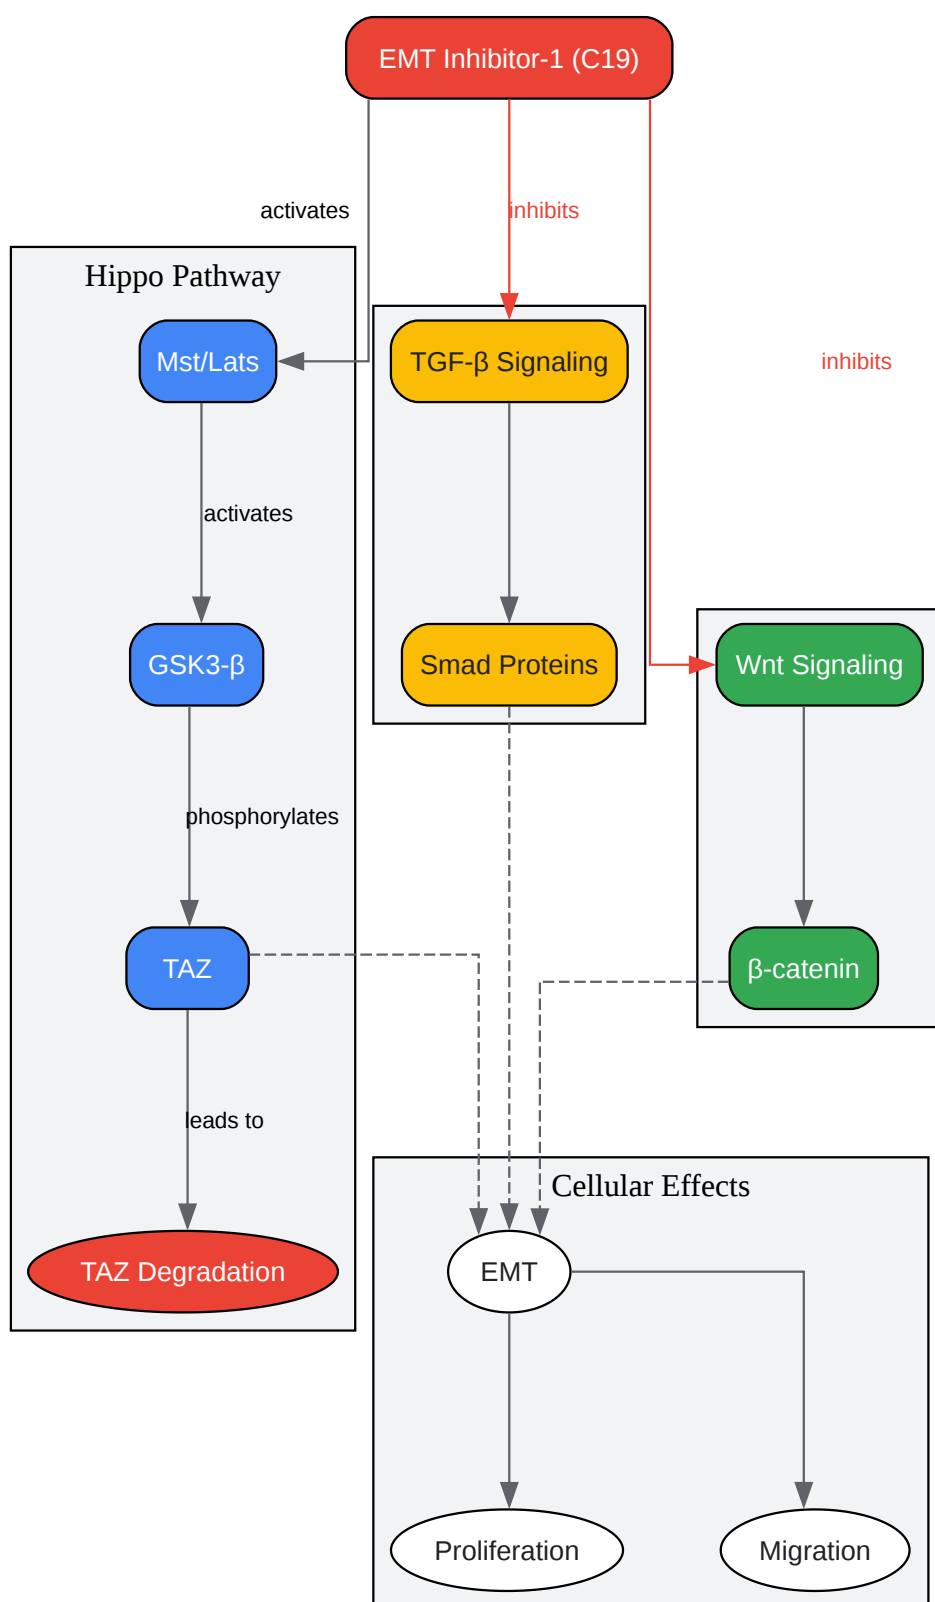 EMT Inhibitor-1 (C19)
activates
inhibits
Hippo Pathway
Mst/Lats
TGF-β Signaling
inhibits
activates
GSK3-β
Smad Proteins
Wnt Signaling
phosphorylates
TAZ
β-catenin
leads to
Cellular Effects
TAZ Degradation
EMT
Proliferation
Migration